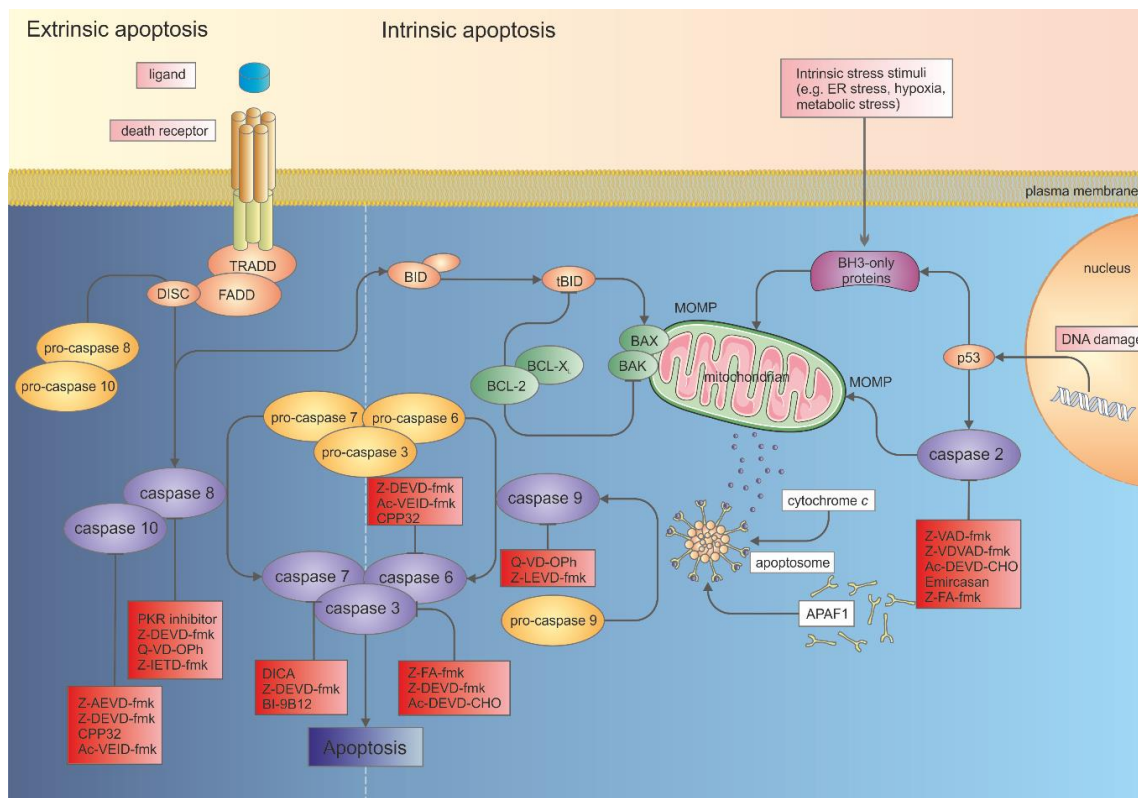 Extrinsic apoptosis
Intrinsic apoptosis
ligand
death receptor
Intrinsic stress stimuli
(e.g. ER stress, hypoxia,
metabolic stress)
plasma membrane
TRADD
FADD
DISC
BID
tBID
BH3-only
proteins
nucleus
MOMP
BAX
BAK
mitochondrian
MOMP
BCL-XL
BCL-2
p53
DNA damage
pro-caspase 8
pro-caspase 10
pro-caspase 7
pro-caspase 6
pro-caspase 3
caspase 2
caspase 8
caspase 10
Z-DEVD-fmk
Ac-VEID-fmk
CPP32
caspase 9
cytochrome c
apoptosome
Z-VAD-fmk
Z-VDVAD-fmk
Ac-DEVD-CHO
Emircasan
Z-FA-fmk
Q-VD-OPh
Z-LEVD-fmk
caspase 7
caspase 6
caspase 3
pro-caspase 9
APAF1
PKR inhibitor
Z-DEVD-fmk
Q-VD-OPh
Z-IETD-fmk
DICA
Z-DEVD-fmk
BI-9B12
Z-FA-fmk
Z-DEVD-fmk
Ac-DEVD-CHO
Z-AEVD-fmk
Z-DEVD-fmk
CPP32
Ac-VEID-fmk
Apoptosis